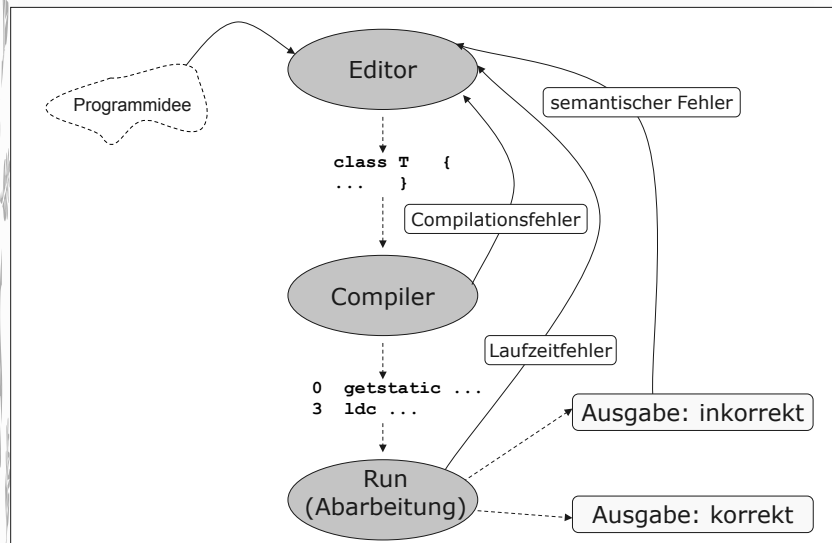 Editor
Programmidee
semantischer Fehler
class T {
... }
Compilationsfehler
Compiler
Laufzeitfehler
0 getstatic ...
3 ldc ...
Ausgabe: inkorrekt
Run
(Abarbeitung)
Ausgabe: korrekt